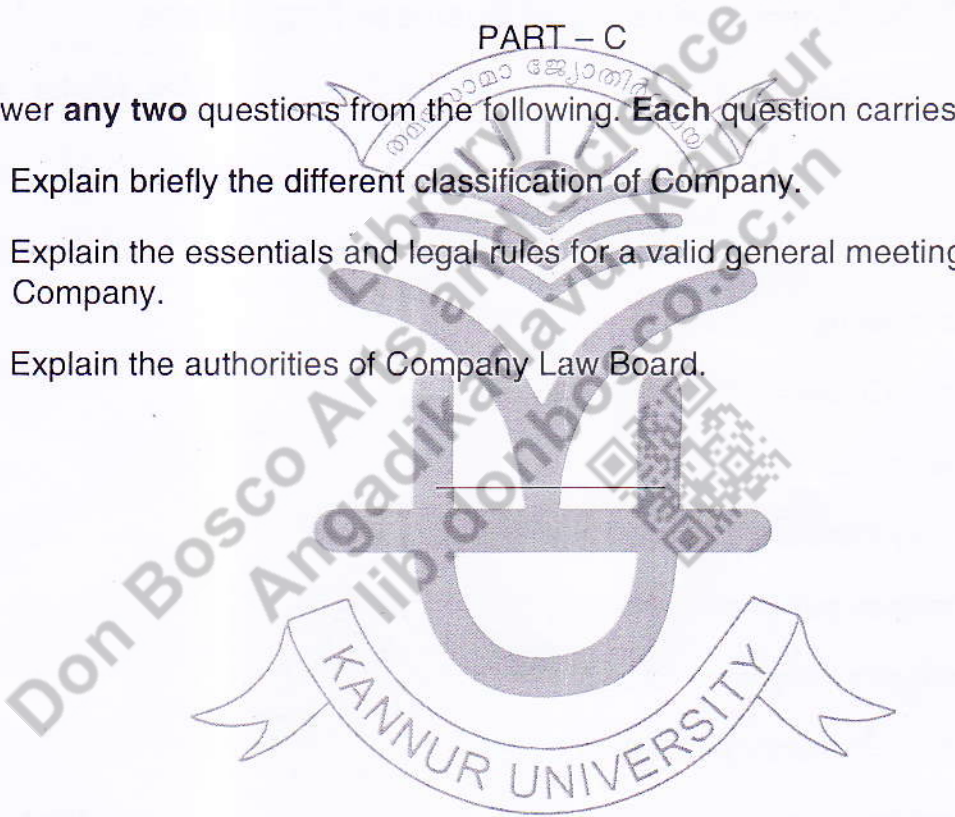 PART – C
wer any two questions from the following. Each question carries
Explain briefly the different classification of Company.
Explain the essentials and legal rules for a valid general meeting
Company.
Explain the authorities of Company Law Board.
Don Bosco Arts and Science
Library
Angadikadavu, Kannur
lib.donbosco.ac.in
KANNUR UNIVERSITY